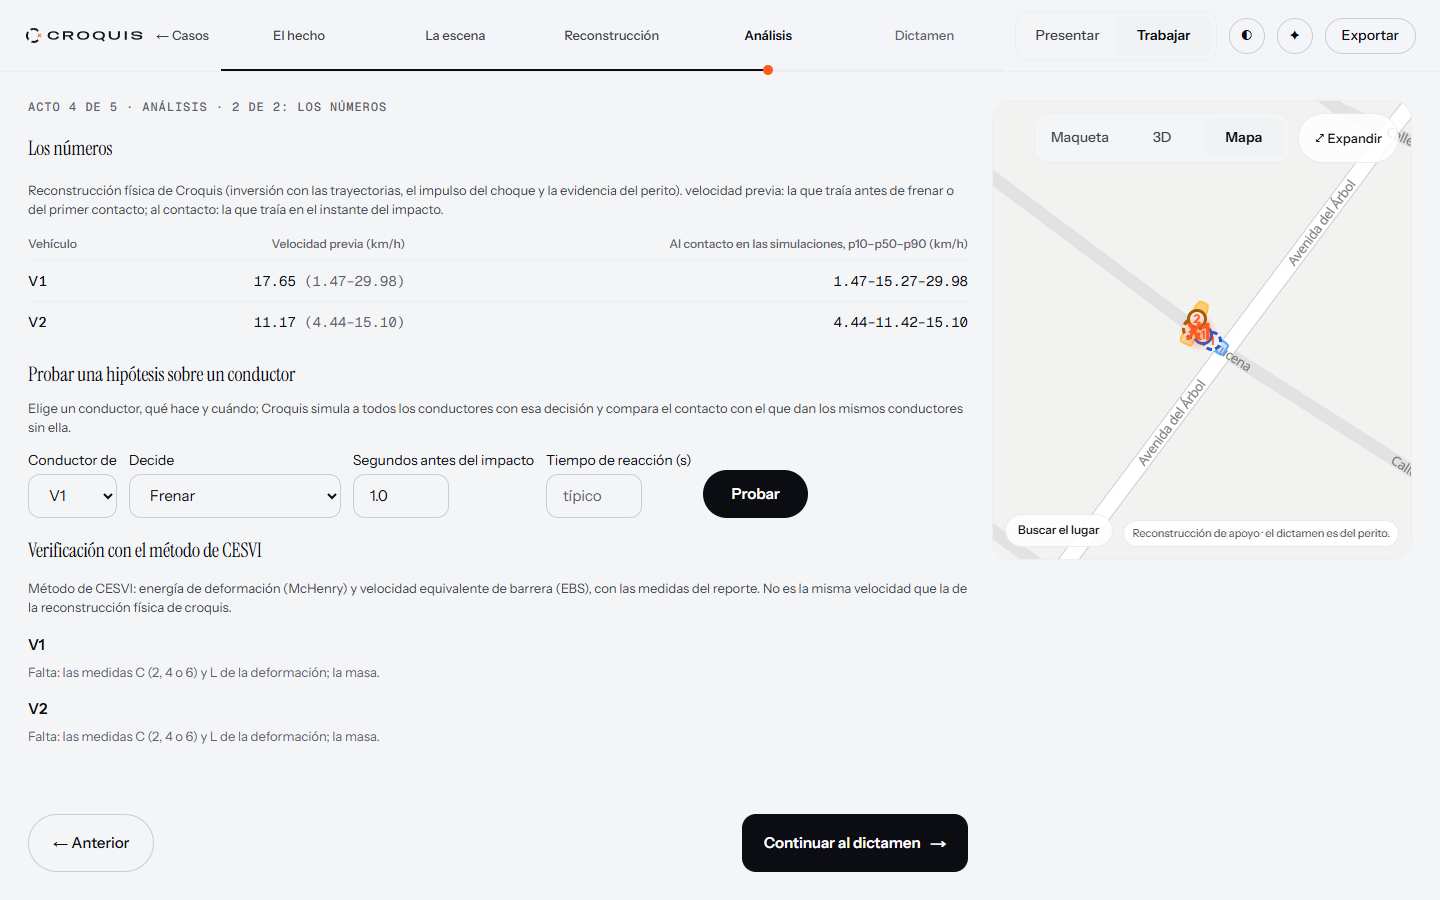 CROQUIS
← Casos
El hecho
La escena
Reconstrucción
Análisis
Dictamen
Presentar
Trabajar
Exportar
ACTO 4 DE 5 · ANÁLISIS · 2 DE 2: LOS NÚMEROS
Los números
Reconstrucción física de Croquis (inversión con las trayectorias, el impulso del choque y la evidencia del perito). velocidad previa: la que traía antes de frenar o
del primer contacto; al contacto: la que traía en el instante del impacto.
Vehículo
Velocidad previa (km/h)
Al contacto en las simulaciones, p10–p50–p90 (km/h)
V1
17.65 (1.47–29.98)
1.47–15.27–29.98
V2
11.17 (4.44–15.10)
4.44–11.42–15.10
Probar una hipótesis sobre un conductor
Elige un conductor, qué hace y cuándo; Croquis simula a todos los conductores con esa decisión y compara el contacto con el que dan los mismos conductores
sin ella.
Conductor de
Decide
Segundos antes del impacto
Tiempo de reacción (s)
V1
Frenar
1.0
típico
Probar
Verificación con el método de CESVI
Método de CESVI: energía de deformación (McHenry) y velocidad equivalente de barrera (EBS), con las medidas del reporte. No es la misma velocidad que la de
la reconstrucción física de croquis.
V1
Falta: las medidas C (2, 4 o 6) y L de la deformación; la masa.
V2
Falta: las medidas C (2, 4 o 6) y L de la deformación; la masa.
← Anterior
Continuar al dictamen →
Maqueta
3D
Mapa
⤢ Expandir
Avenida del Árbol
2
cena
Avenida del Árbol
Call
Buscar el lugar
Reconstrucción de apoyo · el dictamen es del perito.